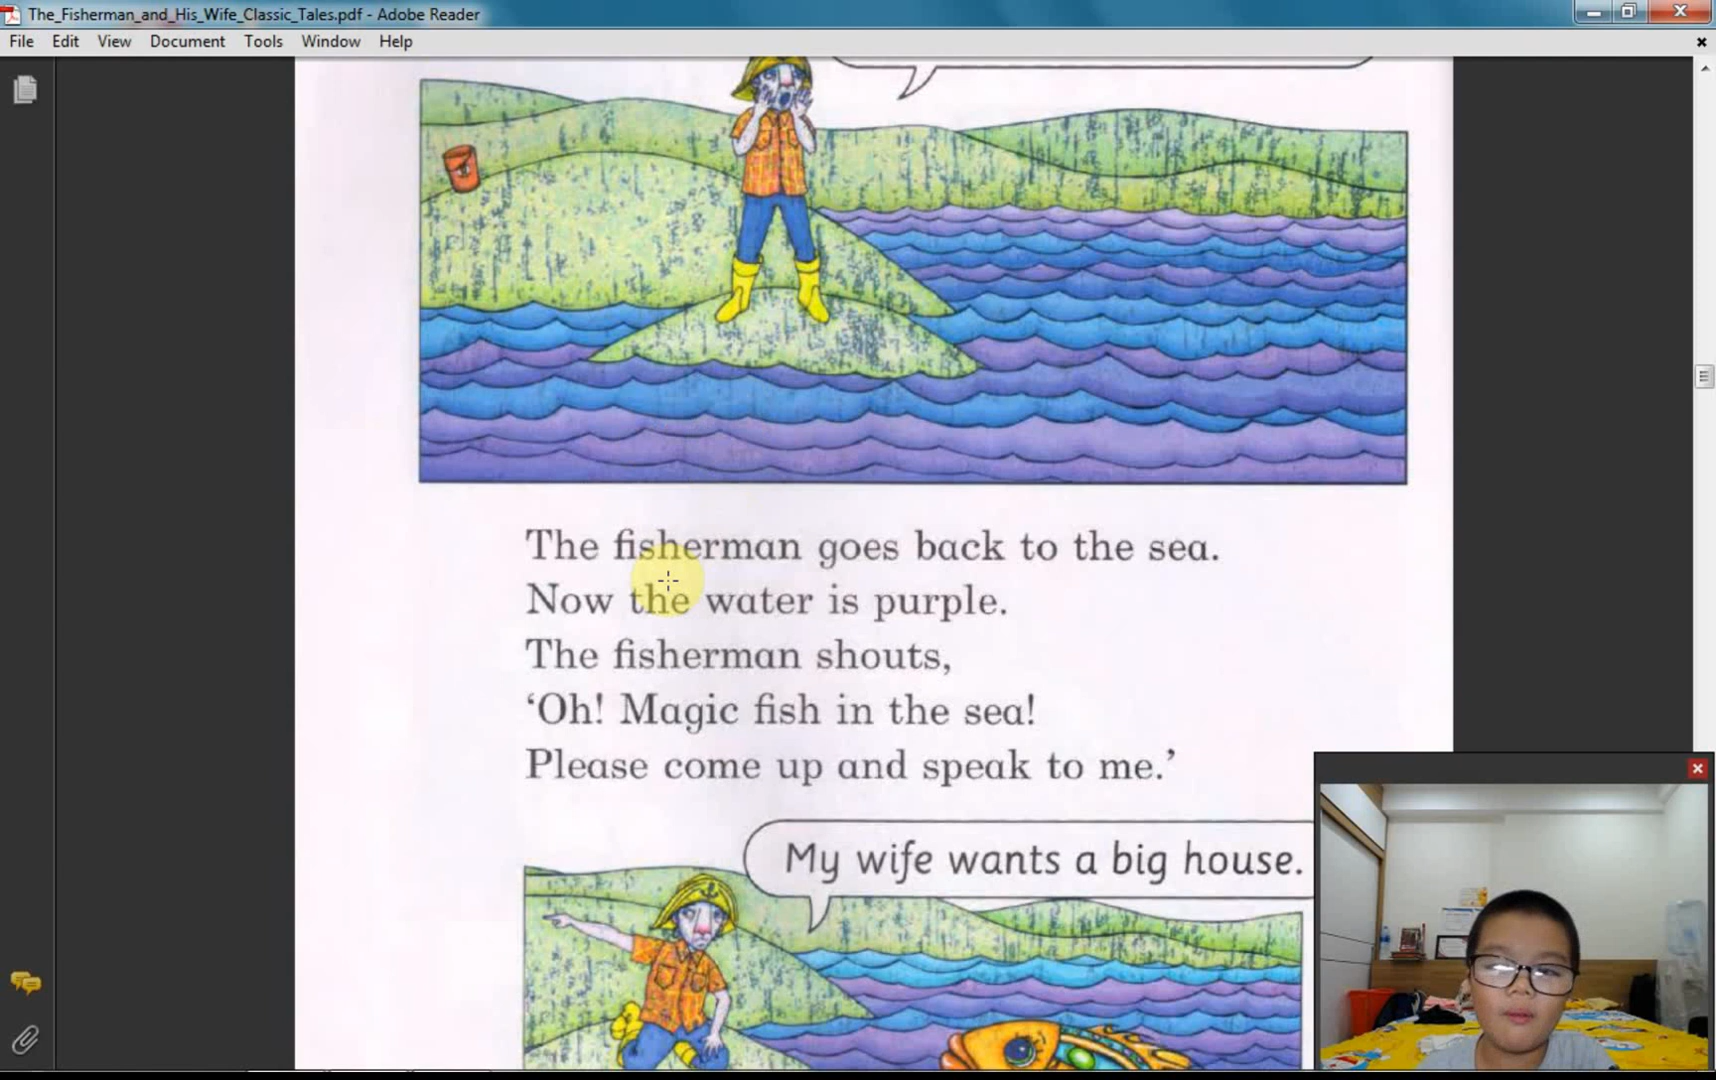 The_Fisherman_and_His_Wife_Classic_Tales.pdf - Adobe Reader
File Edit View Document Tools Window Help
The fisherman goes back to the sea.
Now the water is purple.
The fisherman shouts,
‘Oh! Magic fish in the sea!
Please come up and speak to me.’
My wife wants a big house.